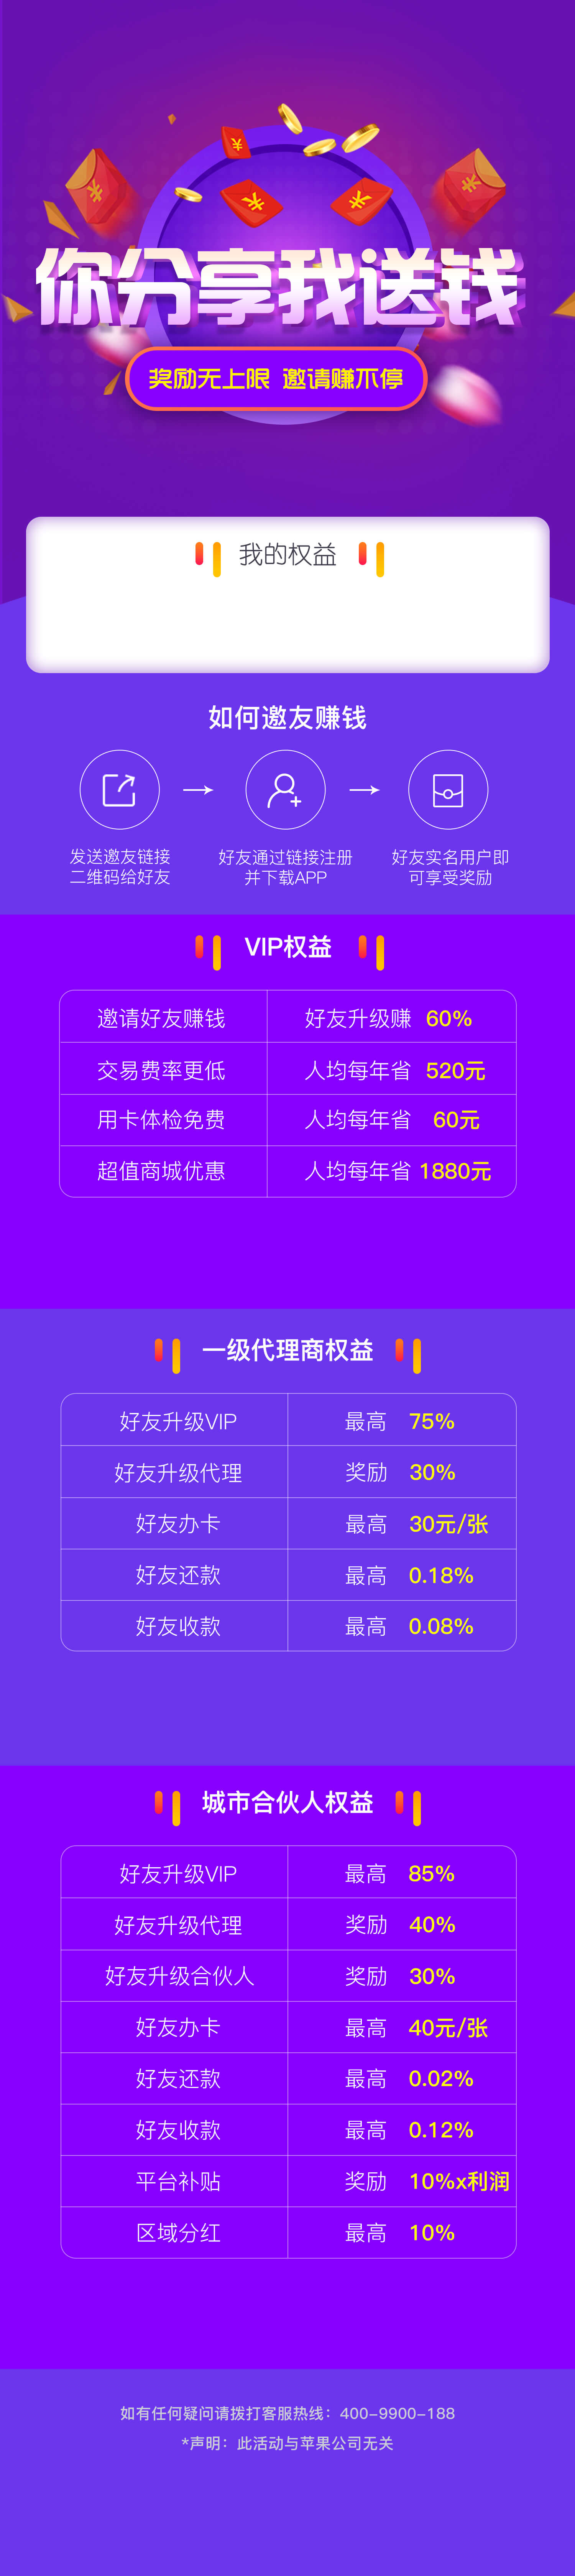 你分享我送钱
奖励无上限 邀请赚不停
我的权益
如何邀友赚钱
发送邀友链接
二维码给好友
好友通过链接注册
并下载APP
好友实名用户即
可享受奖励
VIP权益
邀请好友赚钱 好友升级赚 60%
交易费率更低 人均每年省 520元
用卡体检免费 人均每年省 60元
超值商城优惠 人均每年省 1880元
一级代理商权益
好友升级VIP 最高 75%
好友升级代理 奖励 30%
好友办卡 最高 30元/张
好友还款 最高 0.18%
好友收款 最高 0.08%
城市合伙人权益
好友升级VIP 最高 85%
好友升级代理 奖励 40%
好友升级合伙人 奖励 30%
好友办卡 最高 40元/张
好友还款 最高 0.02%
好友收款 最高 0.12%
平台补贴 奖励 10%x利润
区域分红 最高 10%
如有任何疑问请拨打客服热线：400-9900-188
*声明：此活动与苹果公司无关